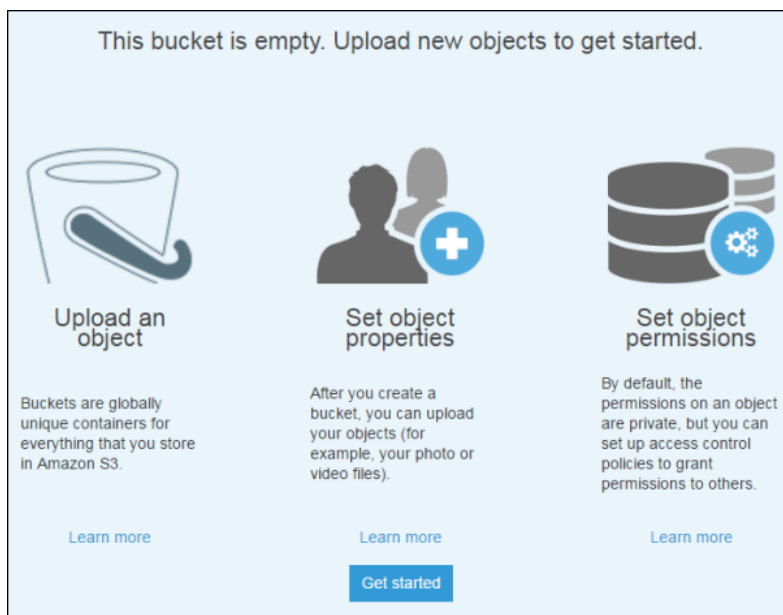 This bucket is empty. Upload new objects to get started.
Upload an
object
Buckets are globally
unique containers for
everything that you store
in Amazon S3.
Learn more
Set object
properties
After you create a
bucket, you can upload
your objects (for
example, your photo or
video files).
Learn more
Set object
permissions
By default, the
permissions on an object
are private, but you can
set up access control
policies to grant
permissions to others.
Learn more
Get started